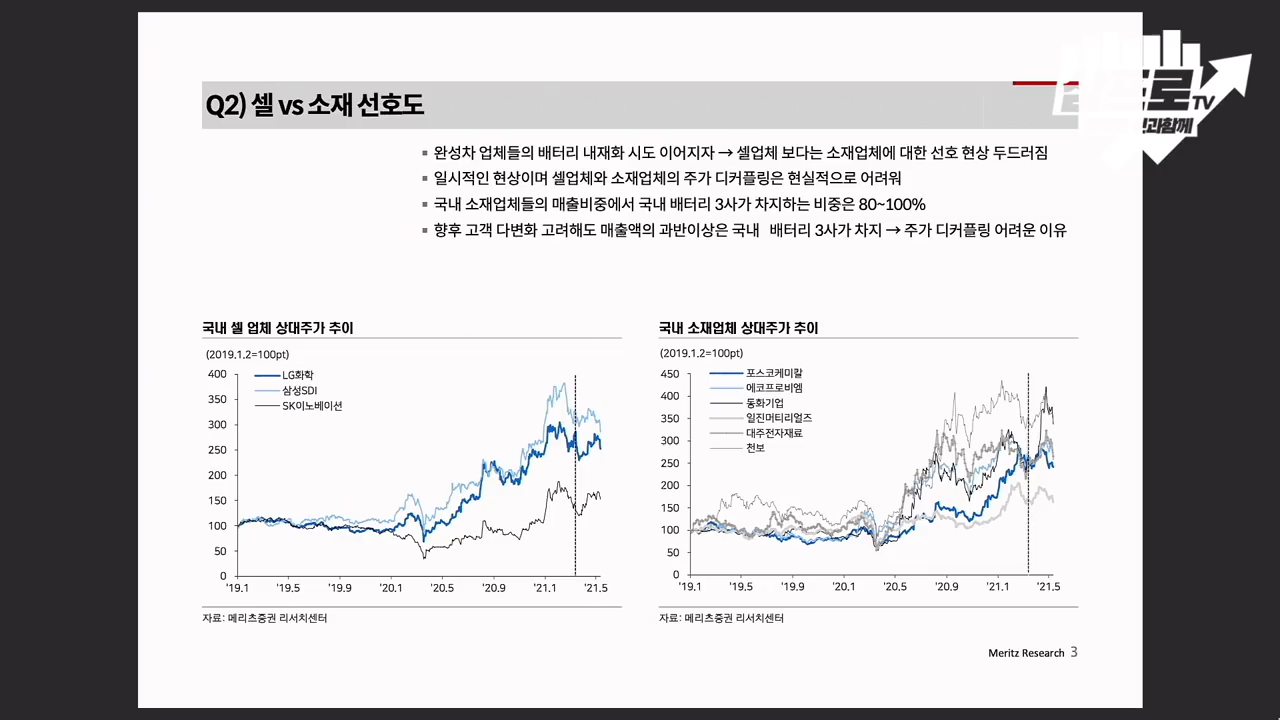 Q2) 셀 vs 소재 선호도
TV
완성차 업체들의 배터리 내재화 시도 이어지자 → 셀업체 보다는 소재업체에 대한 선호 현상 두드러짐
일시적인 현상이며 셀업체와 소재업체의 주가 디커플링은 현실적으로 어려워
국내 소재업체들의 매출비중에서 국내 배터리 3사가 차지하는 비중은 80~100%
향후 고객 다변화 고려해도 매출액의 과반이상은 국내 배터리 3사가 차지 → 주가 디커플링 어려운 이유
국내 셀 업체 상대주가 추이
(2019.1.2=100pt)
LG화학
삼성SDI
SK이노베이션
400
350
300
250
200
150
100
50
0
'19.1 '19.5 '19.9 '20.1 '20.5 '20.9 '21.1 '21.5
자료: 메리츠증권 리서치센터
국내 소재업체 상대주가 추이
(2019.1.2=100pt)
포스코케미칼
에코프로비엠
동화기업
일진머티리얼즈
대주전자재료
천보
450
400
350
300
250
200
150
100
50
0
'19.1 '19.5 '19.9 '20.1 '20.5 '20.9 '21.1 '21.5
자료: 메리츠증권 리서치센터
Meritz Research 3